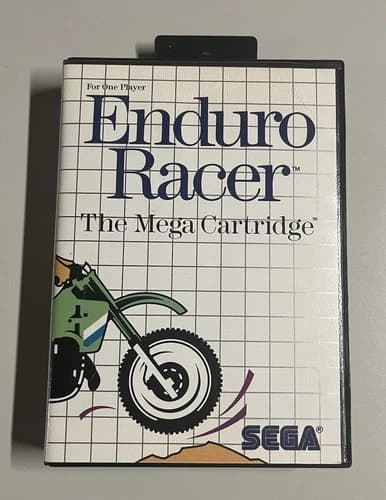 For One Player
Enduro
Racer™
The Mega Cartridge™
SEGA®